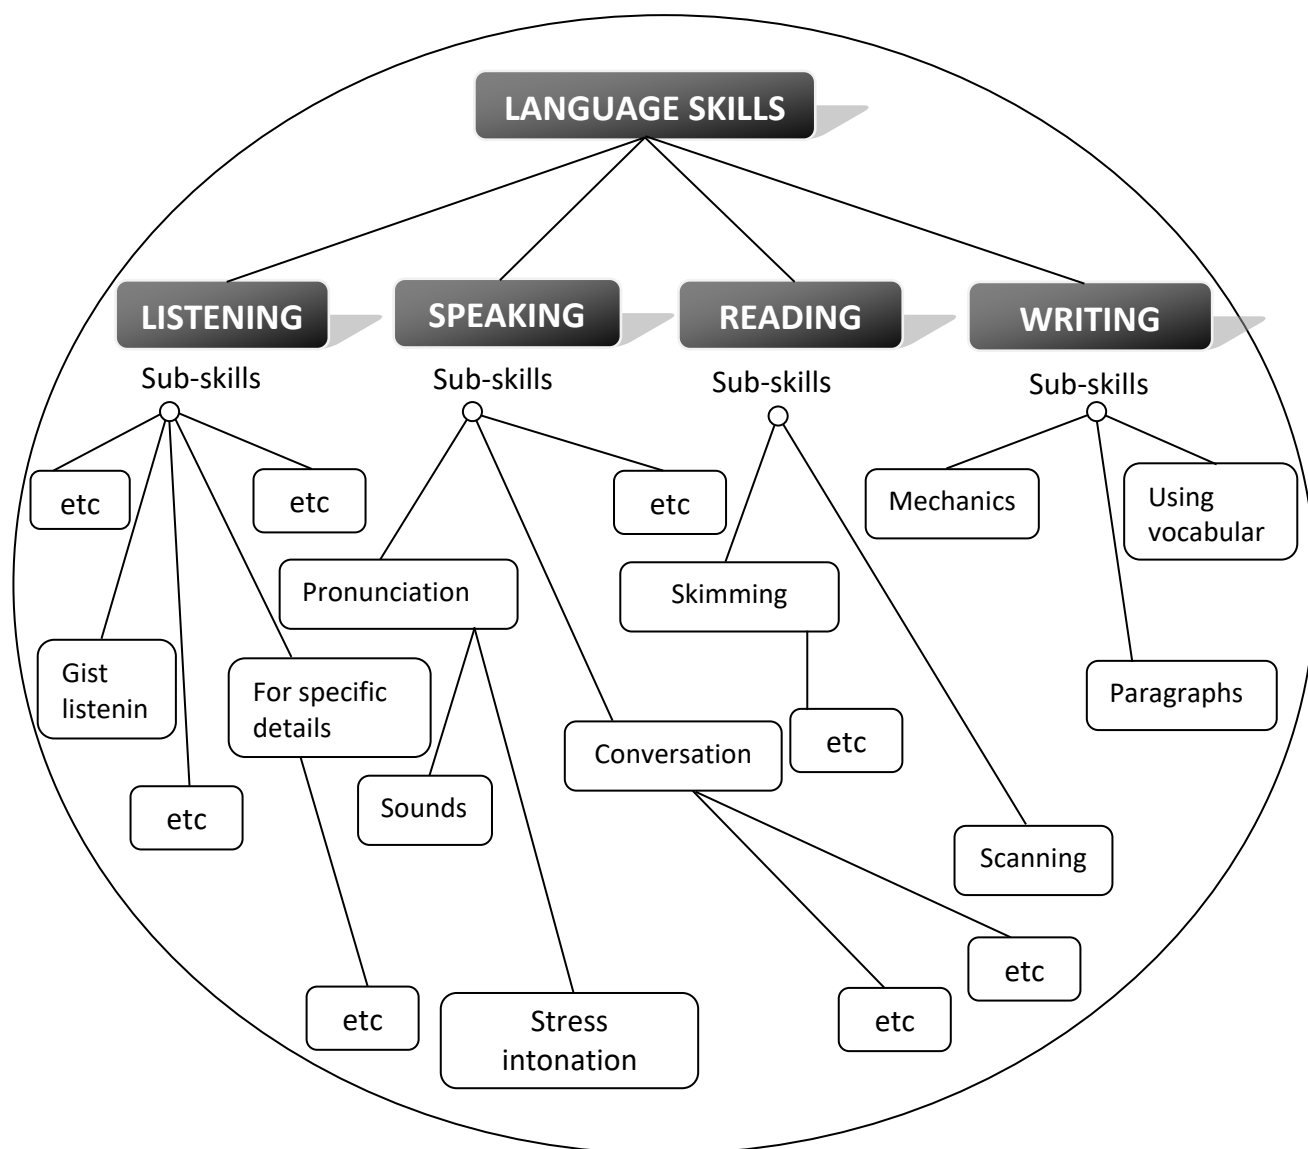 LANGUAGE SKILLS
LISTENING
SPEAKING
READING
WRITING
Sub-skills
Sub-skills
Sub-skills
Sub-skills
etc
etc
etc
Mechanics
Using
vocabular
Pronunciation
Skimming
Gist
listenin
For specific
details
Paragraphs
Conversation
etc
etc
Sounds
Scanning
etc
etc
Stress
intonation
etc